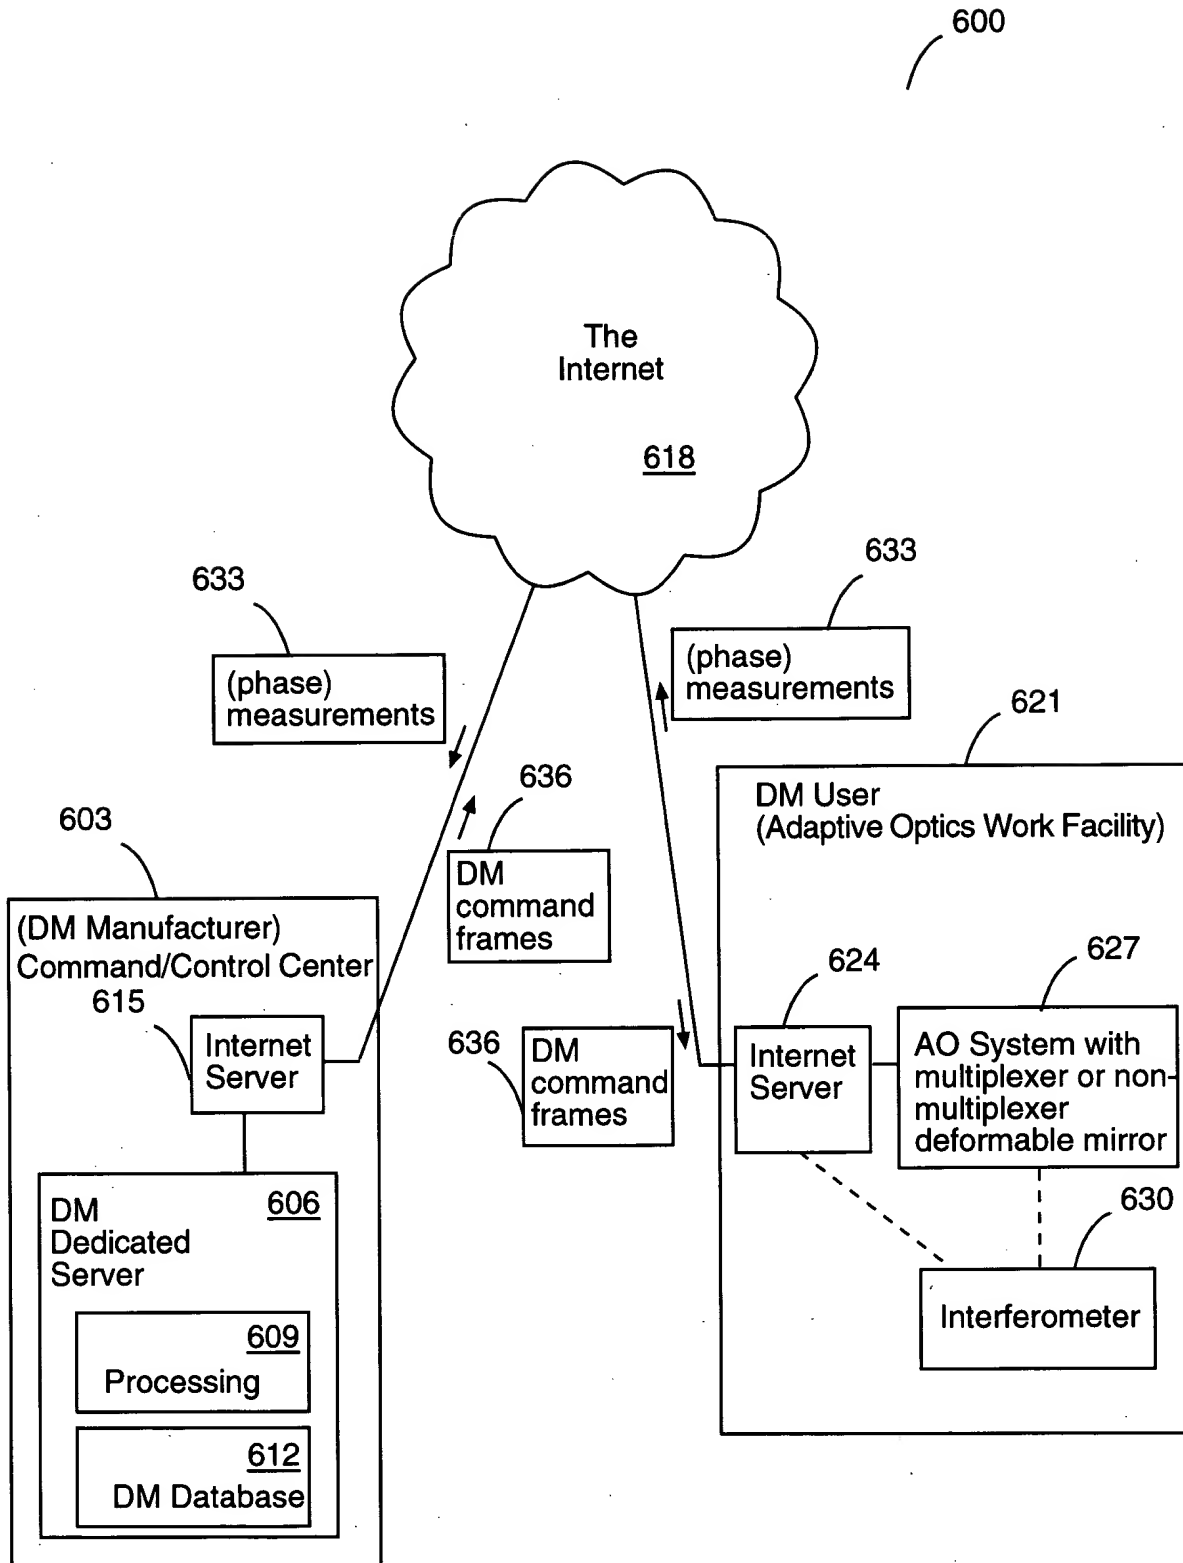 600
The
Internet
618
633
(phase)
measurements
633
(phase)
measurements
621
636
DM
command
frames
603
(DM Manufacturer)
Command/Control Center
615
Internet
Server
DM User
(Adaptive Optics Work Facility)
624
627
636
DM
command
frames
Internet
Server
AO System with
multiplexer or non-
multiplexer
deformable mirror
606
DM
Dedicated
Server
609
Processing
612
DM Database
630
Interferometer